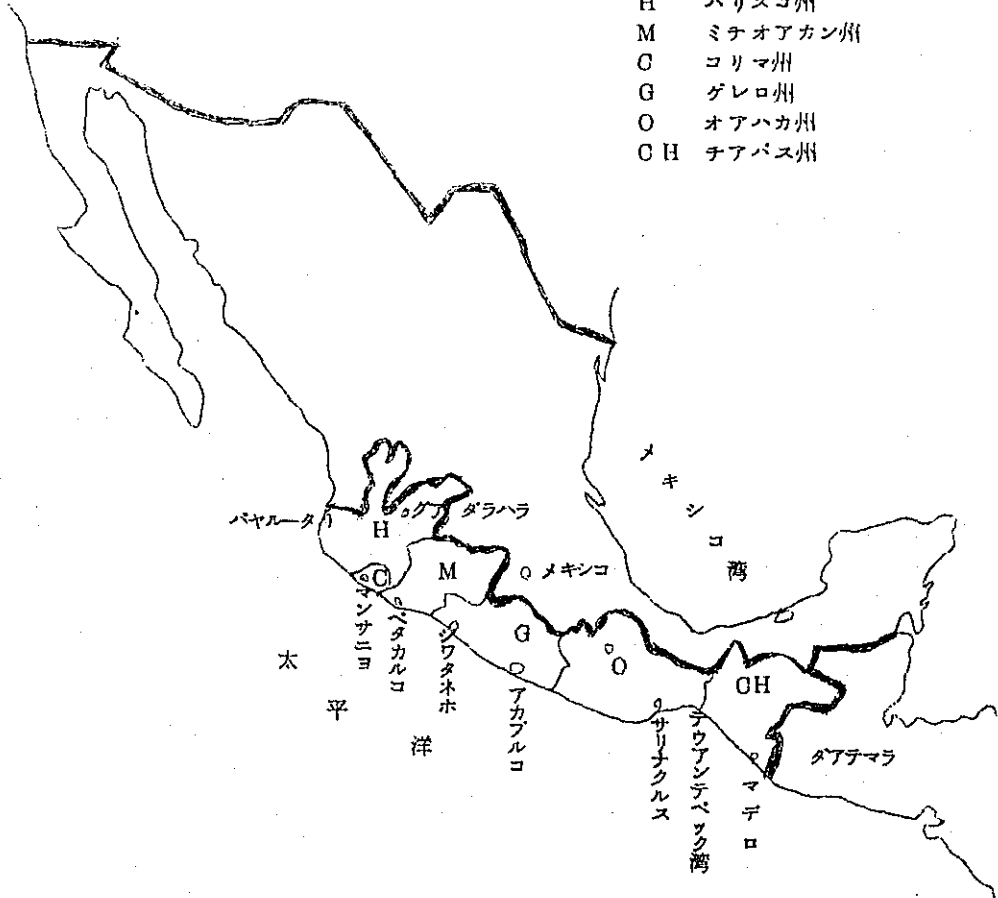 H ハリスコ州
M ミチオアカン州
C コリマ州
G ゲレロ州
O オアハカ州
CH チアパス州
メキシコ湾
バヤルータ
グアダラハラ
H
C
M
メキシコ
マンサニヨ
ペタカルコ
シワタネホ
G
O
CH
アカプルコ
サリナクルス
テウアンテペック湾
マデロ
ダアテマラ
太平洋